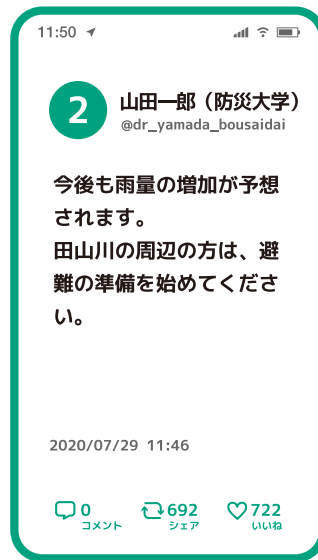 11:50
2
山田一郎（防災大学）
@dr_yamada_bousaidai
今後も雨量の増加が予想
されます。
田山川の周辺の方は、避
難の準備を始めてくださ
い。
2020/07/29 11:46
0 692 722
コメント シェア いいね